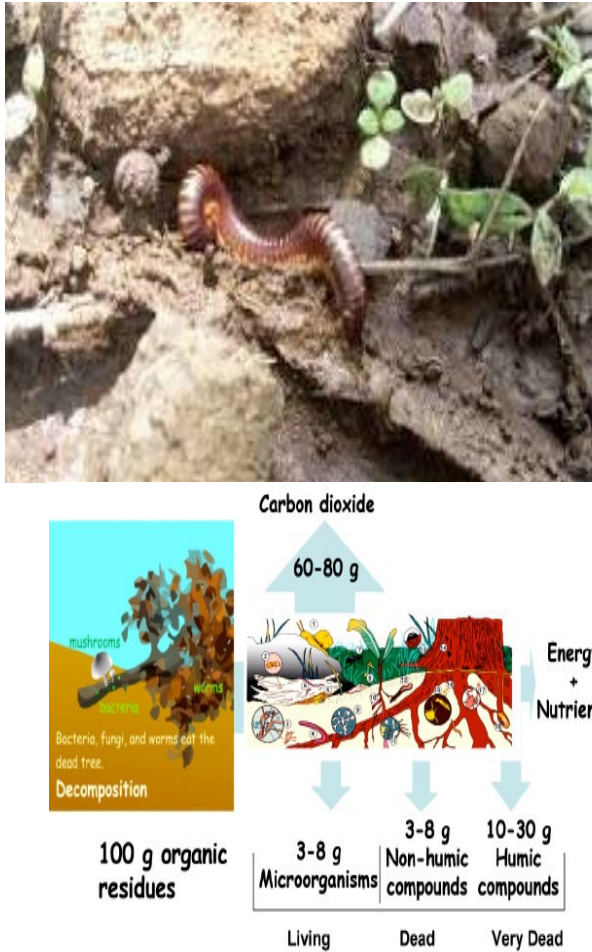 Carbon dioxide
60-80 g
mushrooms
bacteria
worms
Bacteria, fungi, and worms eat the
dead tree.
Decomposition
Energ
+
Nutrien
100 g organic
residues
3-8 g
Microorganisms
3-8 g
Non-humic
compounds
10-30 g
Humic
compounds
Living
Dead
Very Dead